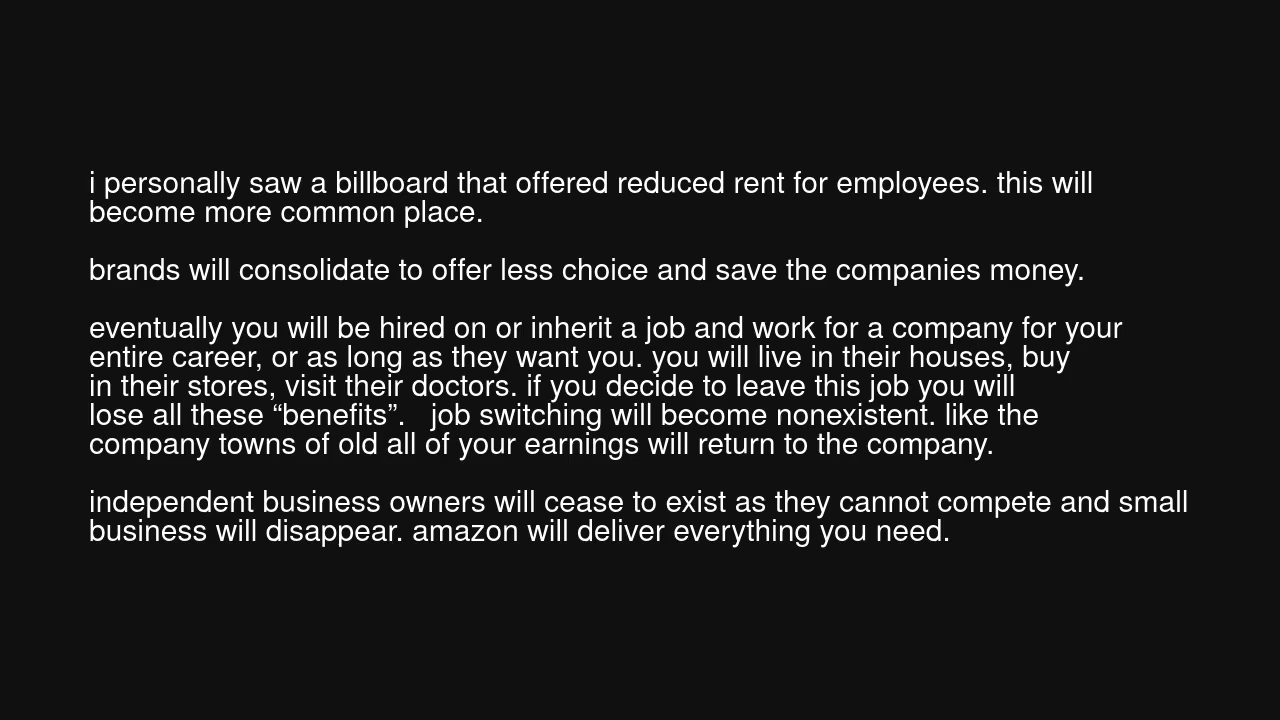 i personally saw a billboard that offered reduced rent for employees. this will
become more common place.
brands will consolidate to offer less choice and save the companies money.
eventually you will be hired on or inherit a job and work for a company for your
entire career, or as long as they want you. you will live in their houses, buy
in their stores, visit their doctors. if you decide to leave this job you will
lose all these “benefits”.   job switching will become nonexistent. like the
company towns of old all of your earnings will return to the company.
independent business owners will cease to exist as they cannot compete and small
business will disappear. amazon will deliver everything you need.